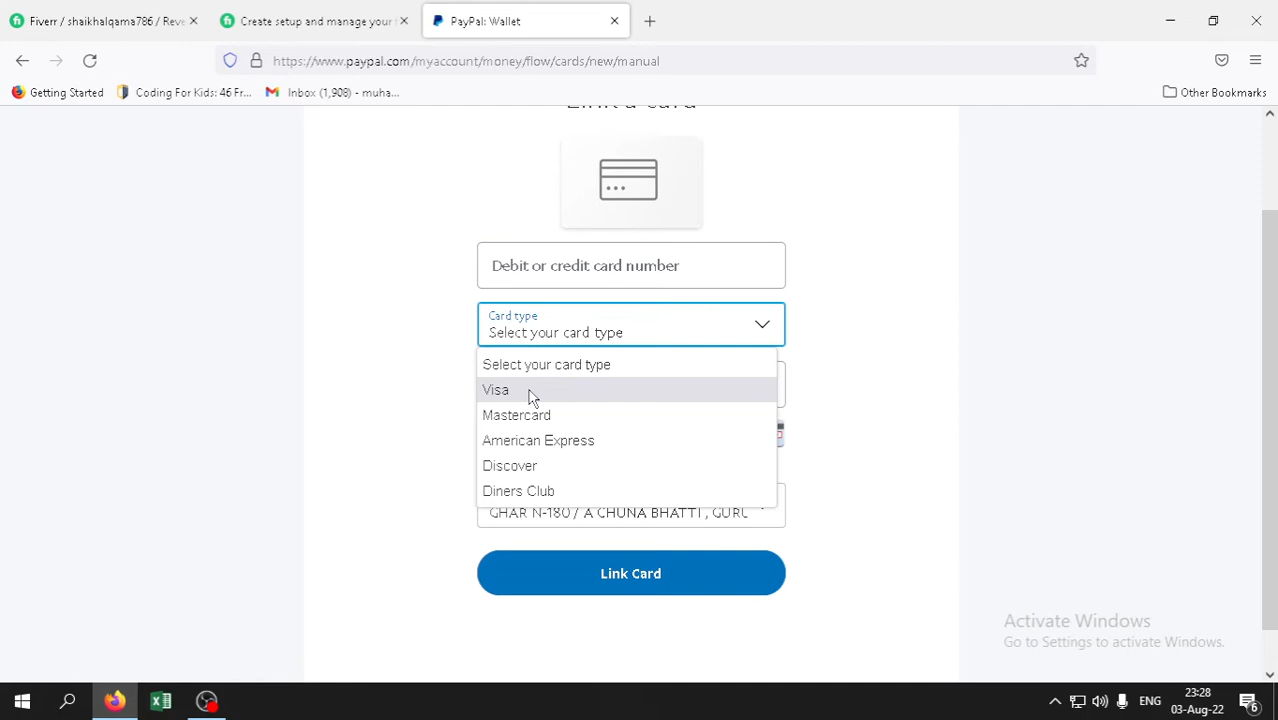 Fiverr / shaikhalqama786 / Reve
Create setup and manage your f
PayPal: Wallet
https://www.paypal.com/myaccount/money/flow/cards/new/manual
Getting Started
Coding For Kids: 46 Fr...
Inbox (1,908) - muha...
Other Bookmarks
Link a card
Debit or credit card number
Card type
Select your card type
Select your card type
Visa
Mastercard
American Express
Discover
Diners Club
GHAR N-180 / A CHUNA BHATTI , GURU
Link Card
Activate Windows
Go to Settings to activate Windows.
ENG
23:28
03-Aug-22
6